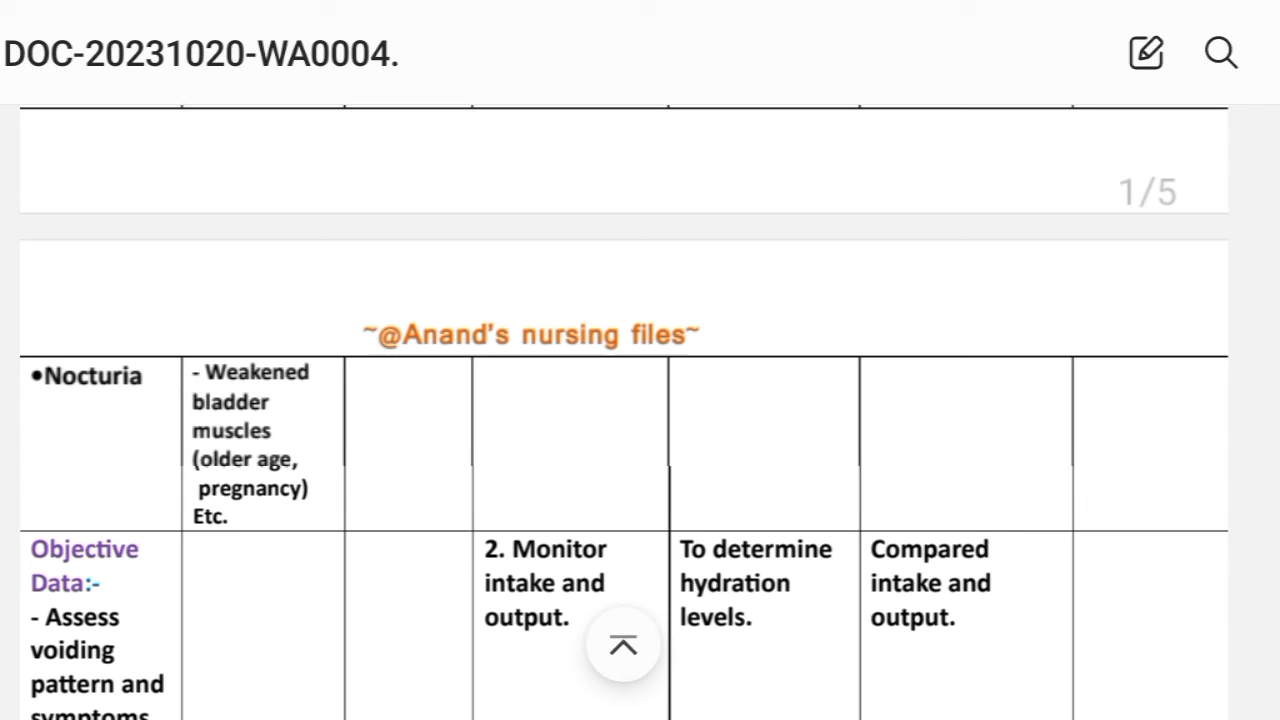 DOC-20231020-WA0004.
1/5
~@Anand's nursing files~
•Nocturia
- Weakened
bladder
muscles
(older age,
pregnancy)
Etc.
Objective
Data:-
- Assess
voiding
pattern and
symptoms
2. Monitor
intake and
output.
To determine
hydration
levels.
Compared
intake and
output.